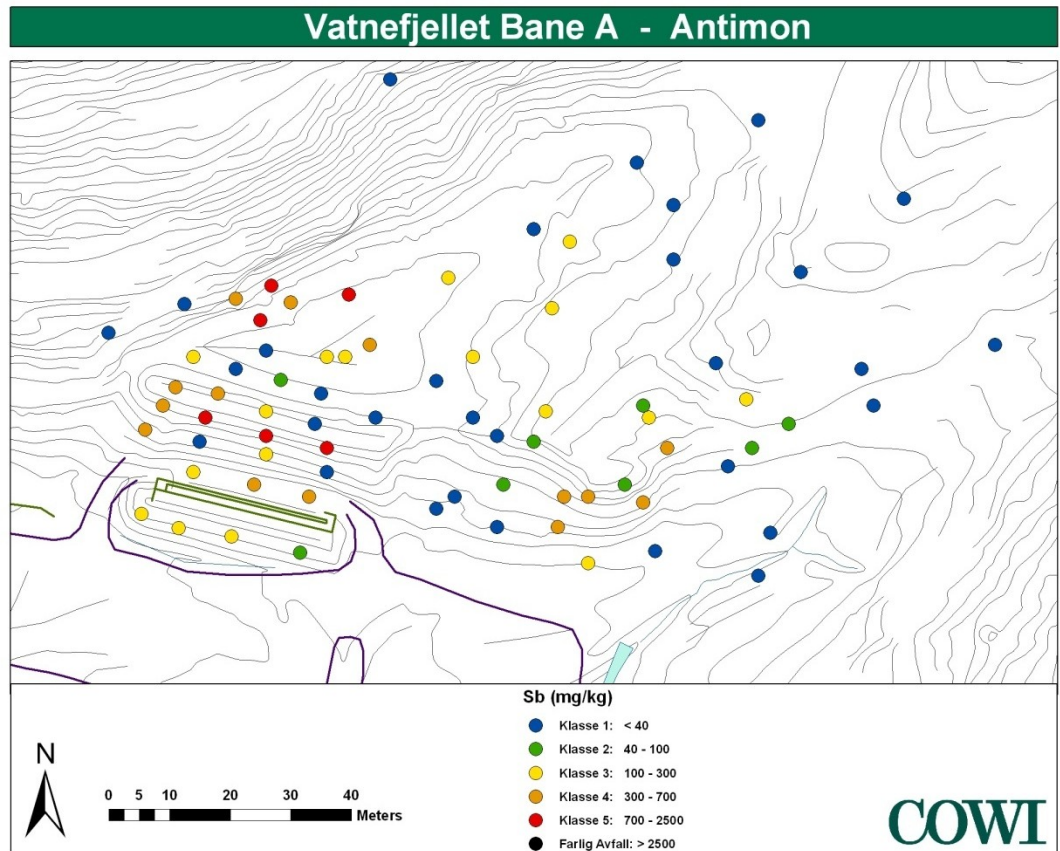 Vatnefjellet Bane A - Antimon
Sb (mg/kg)
Klasse 1: < 40
Klasse 2: 40 - 100
Klasse 3: 100 - 300
Klasse 4: 300 - 700
Klasse 5: 700 - 2500
Farlig Avfall: > 2500
N
0 5 10 20 30 40
Meters
COWI